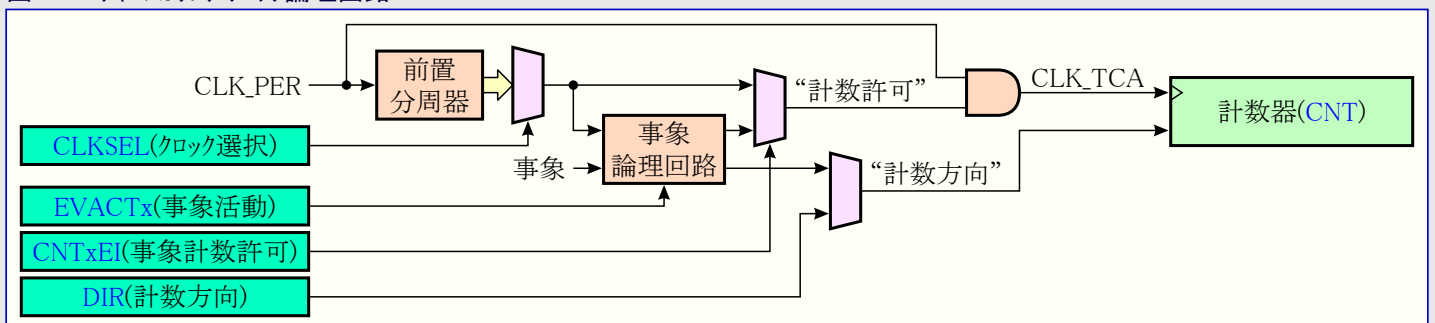 CLK_PER
前置
分周器
CLKSEL(クロック選択)
EVACTx(事象活動)
CNTxEI(事象計数許可)
DIR(計数方向)
事象
事象
論理回路
“計数許可”
“計数方向”
CLK_TCA
計数器(CNT)